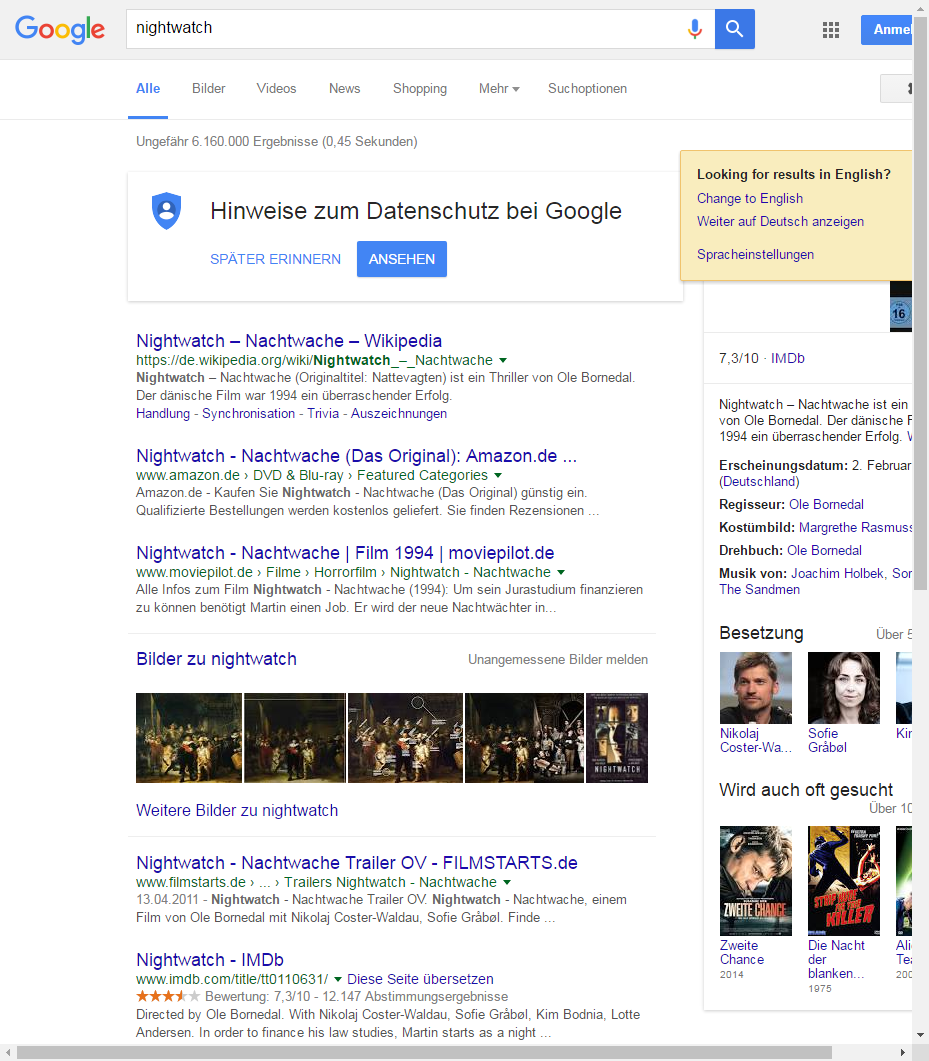 Google
nightwatch
Anmel
Alle
Bilder
Videos
News
Shopping
Mehr
Suchoptionen
Ungefähr 6.160.000 Ergebnisse (0,45 Sekunden)
Hinweise zum Datenschutz bei Google
SPÄTER ERINNERN
ANSEHEN
Looking for results in English?
Change to English
Weiter auf Deutsch anzeigen
Spracheinstellungen
Nightwatch – Nachtwache – Wikipedia
https://de.wikipedia.org/wiki/Nightwatch_–_Nachtwache
Nightwatch – Nachtwache (Originaltitel: Nattevagten) ist ein Thriller von Ole Bornedal.
Der dänische Film war 1994 ein überraschender Erfolg.
Handlung - Synchronisation - Trivia - Auszeichnungen
Nightwatch - Nachtwache (Das Original): Amazon.de ...
www.amazon.de › DVD & Blu-ray › Featured Categories
Amazon.de - Kaufen Sie Nightwatch - Nachtwache (Das Original) günstig ein.
Qualifizierte Bestellungen werden kostenlos geliefert. Sie finden Rezensionen ...
Nightwatch - Nachtwache | Film 1994 | moviepilot.de
www.moviepilot.de › Filme › Horrorfilm › Nightwatch - Nachtwache
Alle Infos zum Film Nightwatch - Nachtwache (1994): Um sein Jurastudium finanzieren
zu können benötigt Martin einen Job. Er wird der neue Nachtwächter in...
Bilder zu nightwatch
Unangemessene Bilder melden
NIGHTWATCH
Weitere Bilder zu nightwatch
Nightwatch - Nachtwache Trailer OV - FILMSTARTS.de
www.filmstarts.de › ... › Trailers Nightwatch - Nachtwache
13.04.2011 - Nightwatch - Nachtwache Trailer OV. Nightwatch - Nachtwache, einem
Film von Ole Bornedal mit Nikolaj Coster-Waldau, Sofie Gråbøl. Finde ...
Nightwatch - IMDb
www.imdb.com/title/tt0110631/
Diese Seite übersetzen
Bewertung: 7,3/10 - 12.147 Abstimmungsergebnisse
Directed by Ole Bornedal. With Nikolaj Coster-Waldau, Sofie Gråbøl, Kim Bodnia, Lotte
Andersen. In order to finance his law studies, Martin starts as a night ...
16
7,3/10 · IMDb
Nightwatch – Nachtwache ist ein
von Ole Bornedal. Der dänische F
1994 ein überraschender Erfolg. W
Erscheinungsdatum: 2. Februar
(Deutschland)
Regisseur: Ole Bornedal
Kostümbild: Margrethe Rasmuss
Drehbuch: Ole Bornedal
Musik von: Joachim Holbek, Sor
The Sandmen
Besetzung
Über 5
Nikolaj
Coster-Wa...
Sofie
Gråbøl
Kir
Wird auch oft gesucht
Über 10
ZWEITE CHANCE
THE KILLER
Zweite
Chance
2014
Die Nacht
der
blanken...
1975
Alie
Tea
200